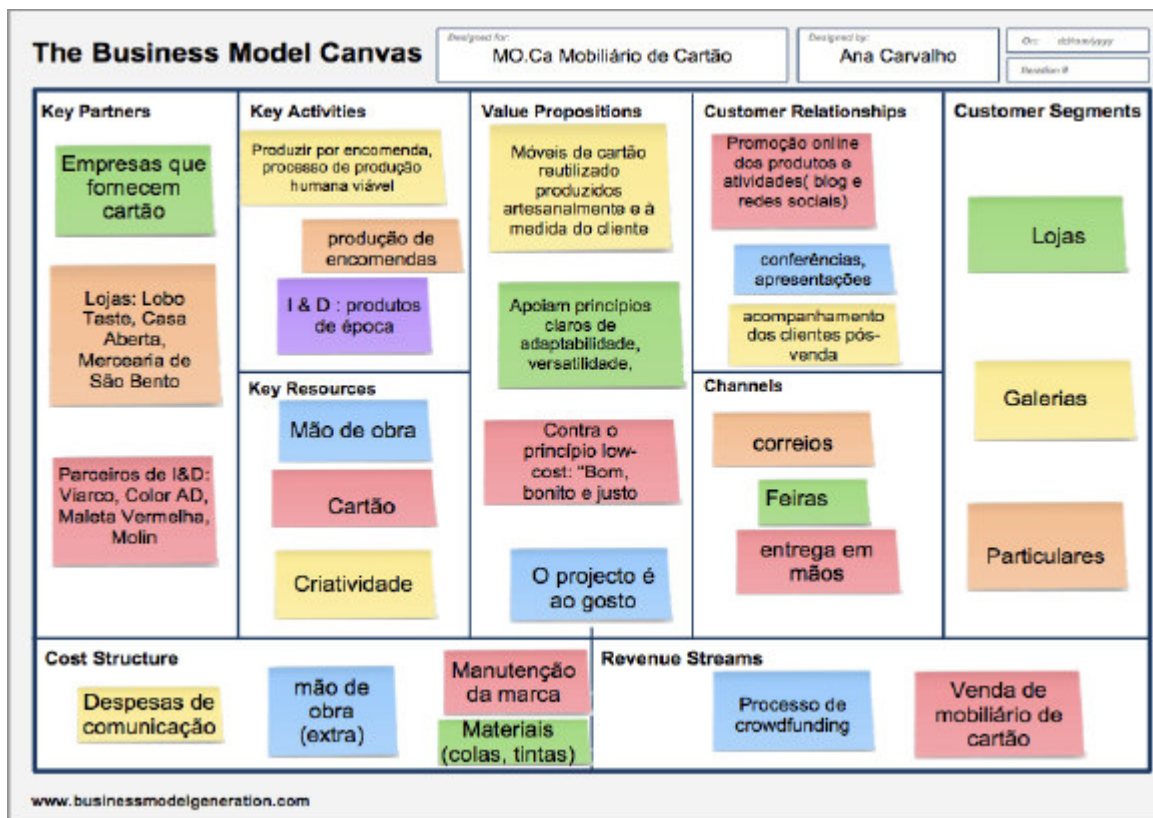 The Business Model Canvas
Designed for:
MO.Ca Mobiliário de Cartão
Designed by:
Ana Carvalho
On: dd/mm/yyyy
Iteration #
Key Partners
Empresas que
fornecem
cartão
Lojas: Lobo
Taste, Casa
Aberta,
Mercearia de
São Bento
Parceiros de I&D:
Viarco, Color AD,
Maleta Vermelha,
Molin
Key Activities
Produzir por encomenda,
processo de produção
humana viável
produção de
encomendas
I & D : produtos
de época
Key Resources
Mão de obra
Cartão
Criatividade
Value Propositions
Móveis de cartão
reutilizado
produzidos
artesanalmente e à
medida do cliente
Apoiam princípios
claros de
adaptabilidade,
versatilidade,
Contra o
princípio low-
cost: "Bom,
bonito e justo
O projecto é
ao gosto
Customer Relationships
Promoção online
dos produtos e
atividades( blog e
redes sociais)
conferências,
apresentações
acompanhamento
dos clientes pós-
venda
Channels
correios
Feiras
entrega em
mãos
Customer Segments
Lojas
Galerias
Particulares
Cost Structure
Despesas de
comunicação
mão de
obra
(extra)
Manutenção
da marca
Materiais
(colas, tintas)
Revenue Streams
Processo de
crowdfunding
Venda de
mobiliário de
cartão
www.businessmodelgeneration.com